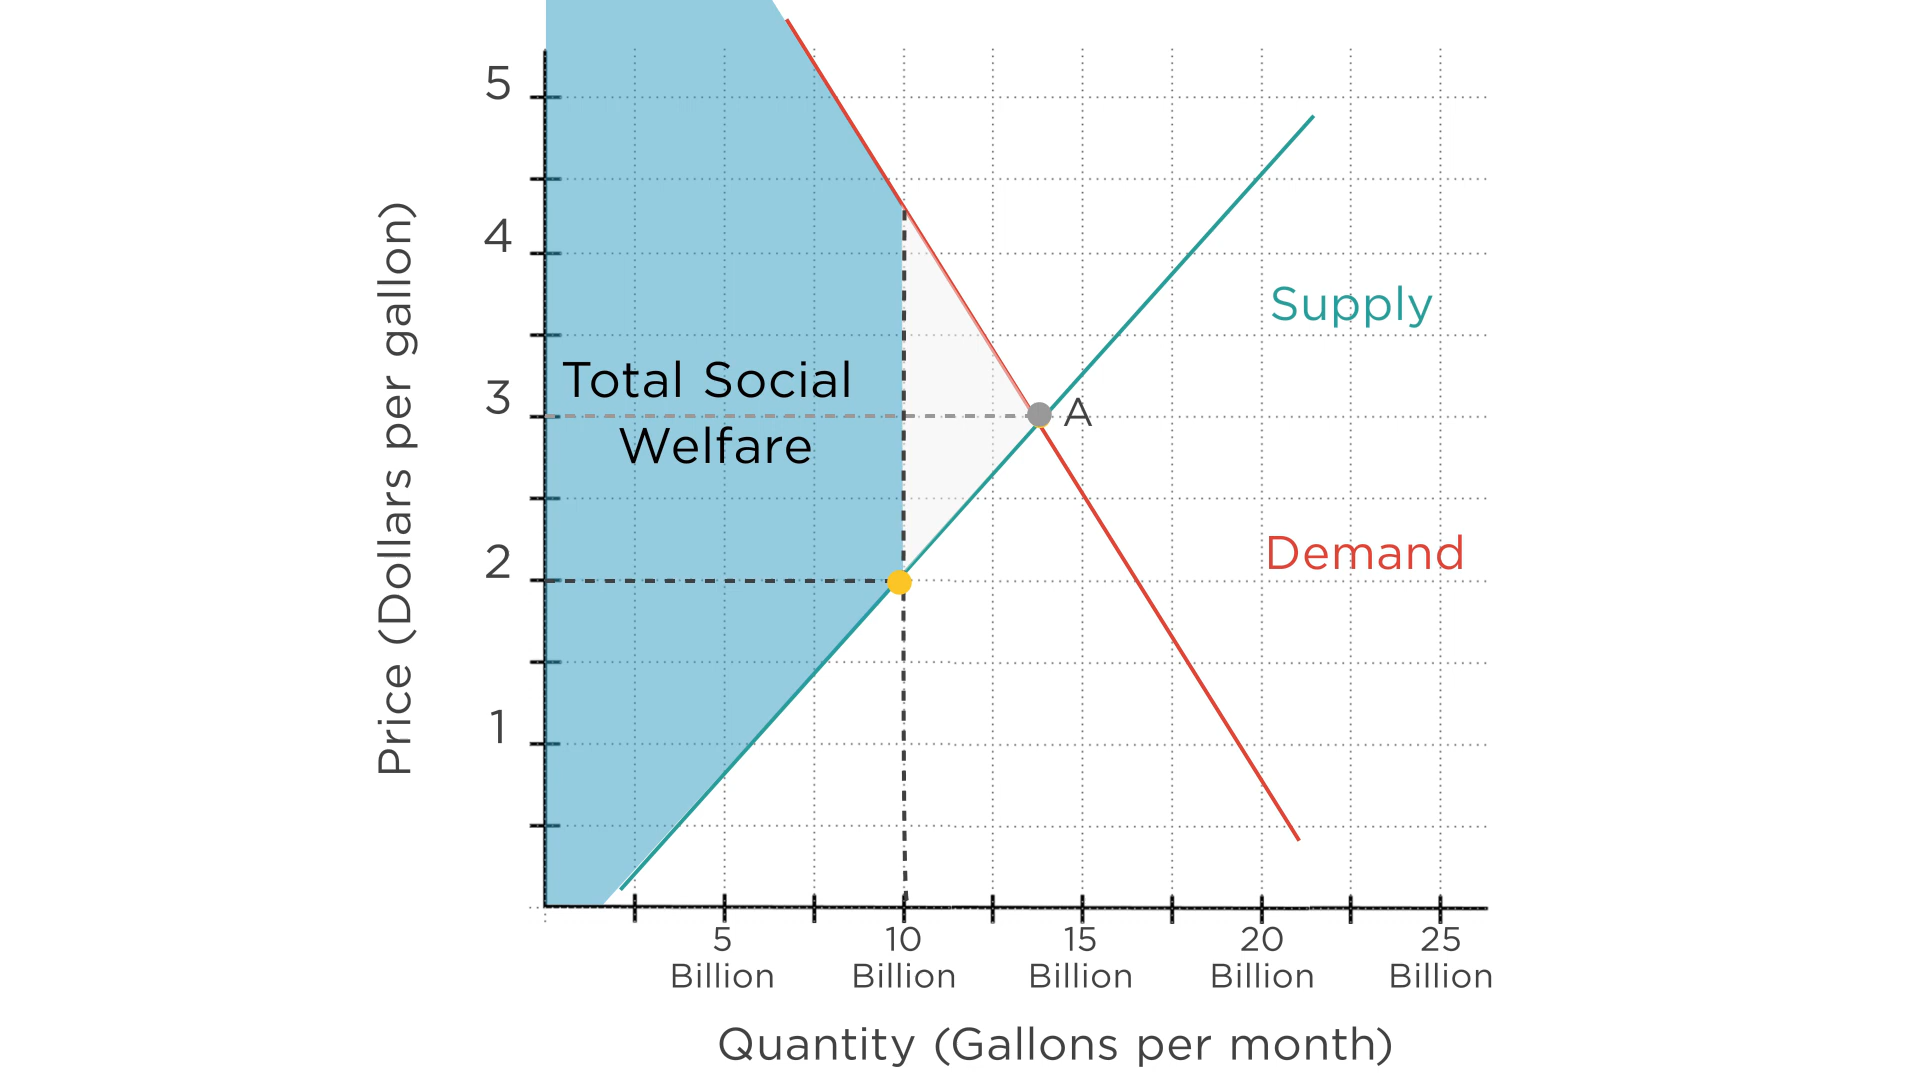 5
4
3
2
1
Price (Dollars per gallon)
Total Social
Welfare
A
Supply
Demand
5
Billion
10
Billion
15
Billion
20
Billion
25
Billion
Quantity (Gallons per month)